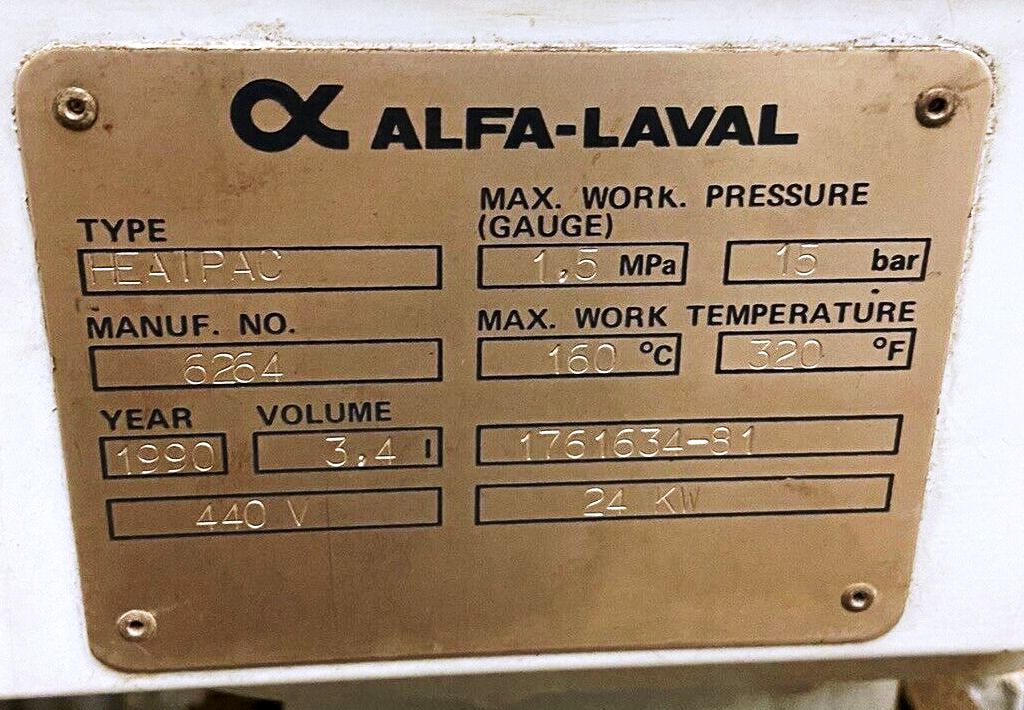 ALFA-LAVAL
TYPE
HEATPAC
MANUF. NO.
6264
YEAR VOLUME
1990 3,4 l
440 V
MAX. WORK. PRESSURE
(GAUGE)
1,5 MPa 15 bar
MAX. WORK TEMPERATURE
160 °C 320 °F
1761634-81
24 KW